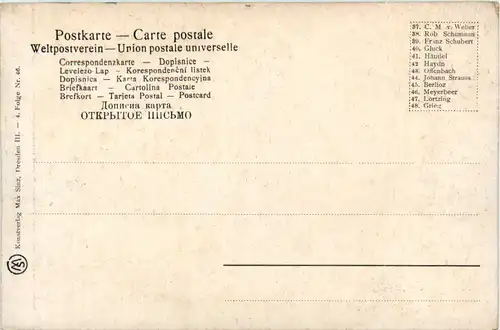 Postkarte — Carte postale
Weltpostverein — Union postale universelle
Correspondenzkarte — Dopisnice —
Levelező-Lap — Korespondenční lístek
Dopisnica — Karta Korespondencyjna
Briefkaart — Cartolina Postale
Brefkort — Tarjeta Postal — Postcard
Дописна карта
ОТКРЫТОЕ ПИСЬМО
37. C. M. v. Weber
38. Rob. Schumann
39. Franz Schubert
40. Gluck
41. Händel
42. Haydn
43. Offenbach
44. Johann Strauss
45. Berlioz
46. Meyerbeer
47. Lortzing
48. Grieg
Kunstverlag Max Sinz, Dresden III. — 4. Folge Nr. 46.